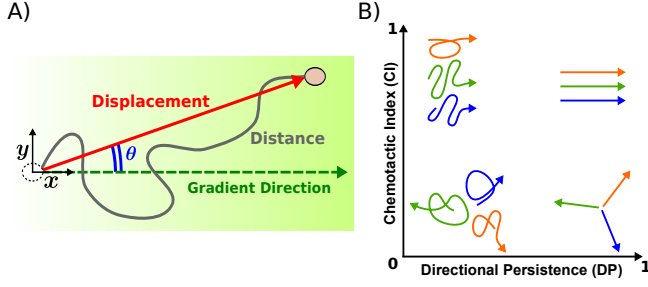 A)
Displacement
θ
Distance
y
x
Gradient Direction
B)
1
Chemotactic Index (CI)
0
Directional Persistence (DP)
1